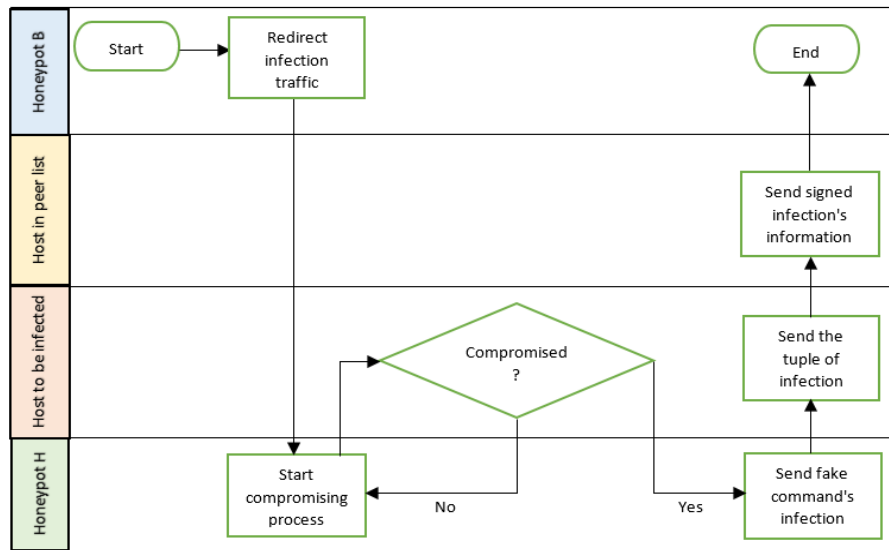 Honeypot B
Start
Redirect
infection
traffic
End
Host in peer list
Send signed
infection's
information
Host to be infected
Compromised
?
Send the
tuple of
infection
Honeypot H
Start
compromising
process
No
Yes
Send fake
command's
infection